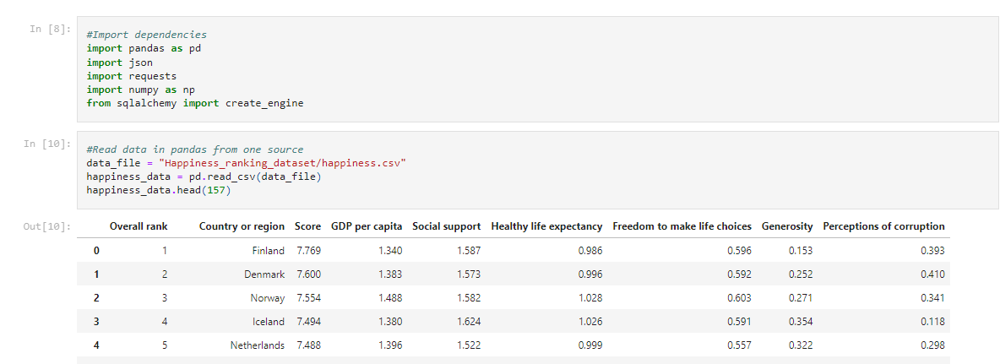 In [8]:
#Import dependencies
import pandas as pd
import json
import requests
import numpy as np
from sqlalchemy import create_engine
In [10]:
#Read data in pandas from one source
data_file = "Happiness_ranking_dataset/happiness.csv"
happiness_data = pd.read_csv(data_file)
happiness_data.head(157)
Out[10]:
Overall rank Country or region Score GDP per capita Social support Healthy life expectancy Freedom to make life choices Generosity Perceptions of corruption
0 1 Finland 7.769 1.340 1.587 0.986 0.596 0.153 0.393
1 2 Denmark 7.600 1.383 1.573 0.996 0.592 0.252 0.410
2 3 Norway 7.554 1.488 1.582 1.028 0.603 0.271 0.341
3 4 Iceland 7.494 1.380 1.624 1.026 0.591 0.354 0.118
4 5 Netherlands 7.488 1.396 1.522 0.999 0.557 0.322 0.298